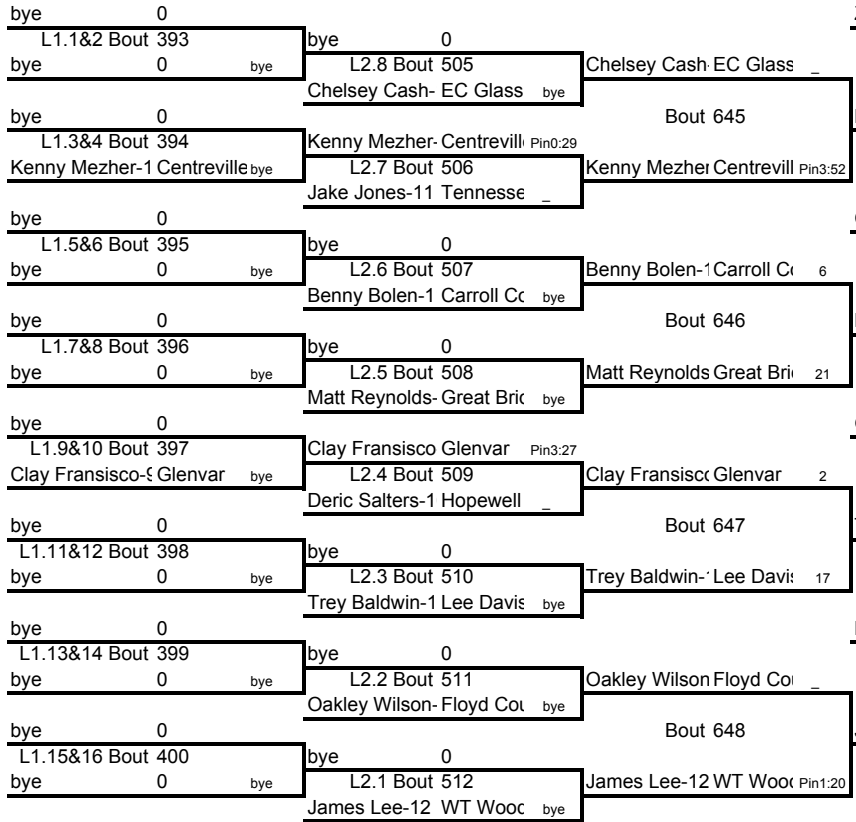 bye 0
L1.1&2 Bout 393
bye 0 bye
bye 0
L1.3&4 Bout 394
Kenny Mezher-1 Centreville bye
bye 0
L1.5&6 Bout 395
bye 0 bye
bye 0
L1.7&8 Bout 396
bye 0 bye
bye 0
L1.9&10 Bout 397
Clay Fransisco-9 Glenvar bye
bye 0
L1.11&12 Bout 398
bye 0 bye
bye 0
L1.13&14 Bout 399
bye 0 bye
bye 0
L1.15&16 Bout 400
bye 0 bye
bye 0
L2.8 Bout 505
Chelsey Cash- EC Glass bye
Kenny Mezher- Centrevill Pin0:29
L2.7 Bout 506
Jake Jones-11 Tennesse _
bye 0
L2.6 Bout 507
Benny Bolen-1 Carroll Co bye
bye 0
L2.5 Bout 508
Matt Reynolds- Great Brid bye
Clay Fransisco Glenvar Pin3:27
L2.4 Bout 509
Deric Salters-1 Hopewell _
bye 0
L2.3 Bout 510
Trey Baldwin-1 Lee Davis bye
bye 0
L2.2 Bout 511
Oakley Wilson- Floyd Cou bye
bye 0
L2.1 Bout 512
James Lee-12 WT Wood bye
Chelsey Cash- EC Glass _
Bout 645
Kenny Mezher Centrevill Pin3:52
Benny Bolen-1 Carroll Co 6
Bout 646
Matt Reynolds Great Brid 21
Clay Fransisco Glenvar 2
Bout 647
Trey Baldwin-1 Lee Davis 17
Oakley Wilson Floyd Cou _
Bout 648
James Lee-12 WT Wood Pin1:20